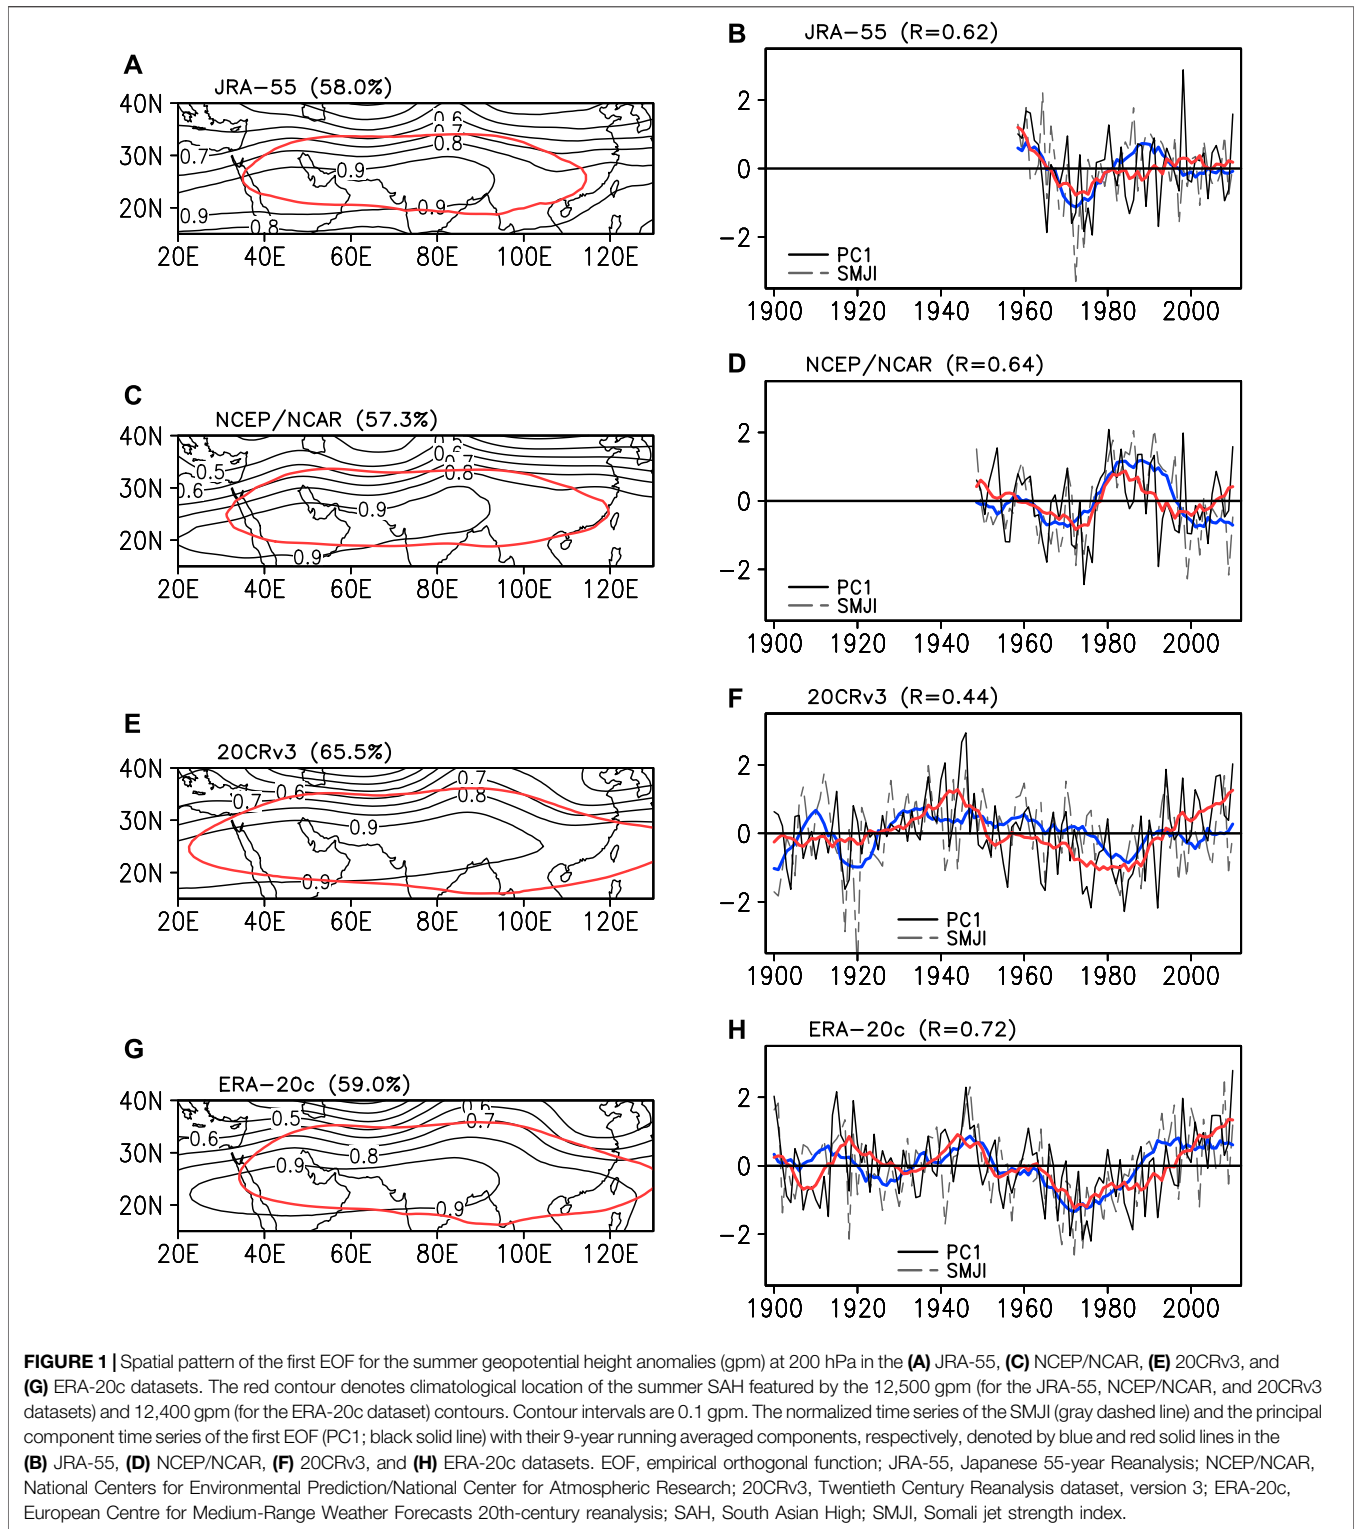 A
JRA-55 (58.0%)
40N
30N
20N
0.6
0.7
0.8
0.7
0.9
0.9
0.9
0.8
20E 40E 60E 80E 100E 120E
B
JRA-55 (R=0.62)
2
0
-2
PC1
SMJI
1900 1920 1940 1960 1980 2000
C
NCEP/NCAR (57.3%)
40N
30N
20N
0.7
0.5
0.8
0.6
0.9
0.9
20E 40E 60E 80E 100E 120E
D
NCEP/NCAR (R=0.64)
2
0
-2
PC1
SMJI
1900 1920 1940 1960 1980 2000
E
20CRv3 (65.5%)
40N
30N
20N
0.7
0.6
0.7
0.8
0.9
0.9
20E 40E 60E 80E 100E 120E
F
20CRv3 (R=0.44)
2
0
-2
PC1
SMJI
1900 1920 1940 1960 1980 2000
G
ERA-20c (59.0%)
40N
30N
20N
0.6
0.5
0.7
0.6
0.8
0.9
0.9
20E 40E 60E 80E 100E 120E
H
ERA-20c (R=0.72)
2
0
-2
PC1
SMJI
1900 1920 1940 1960 1980 2000
FIGURE 1 | Spatial pattern of the first EOF for the summer geopotential height anomalies (gpm) at 200 hPa in the (A) JRA-55, (C) NCEP/NCAR, (E) 20CRv3, and
(G) ERA-20c datasets. The red contour denotes climatological location of the summer SAH featured by the 12,500 gpm (for the JRA-55, NCEP/NCAR, and 20CRv3
datasets) and 12,400 gpm (for the ERA-20c dataset) contours. Contour intervals are 0.1 gpm. The normalized time series of the SMJI (gray dashed line) and the principal
component time series of the first EOF (PC1; black solid line) with their 9-year running averaged components, respectively, denoted by blue and red solid lines in the
(B) JRA-55, (D) NCEP/NCAR, (F) 20CRv3, and (H) ERA-20c datasets. EOF, empirical orthogonal function; JRA-55, Japanese 55-year Reanalysis; NCEP/NCAR,
National Centers for Environmental Prediction/National Center for Atmospheric Research; 20CRv3, Twentieth Century Reanalysis dataset, version 3; ERA-20c,
European Centre for Medium-Range Weather Forecasts 20th-century reanalysis; SAH, South Asian High; SMJI, Somali jet strength index.